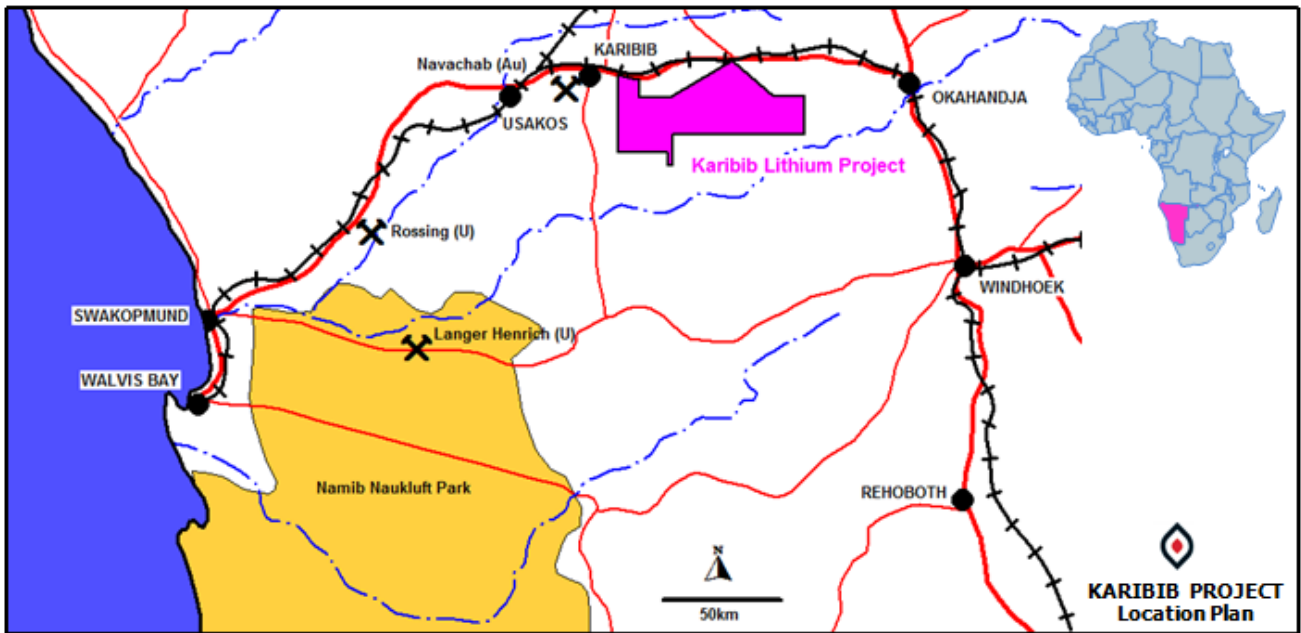 KARIBIB
Navachab (Au)
OKAHANDJA
USAKOS
Karibib Lithium Project
Rossing (U)
WINDHOEK
SWAKOPMUND
Langer Henrich (U)
WALVIS BAY
Namib Naukluft Park
REHOBOTH
N
50km
KARIBIB PROJECT
Location Plan